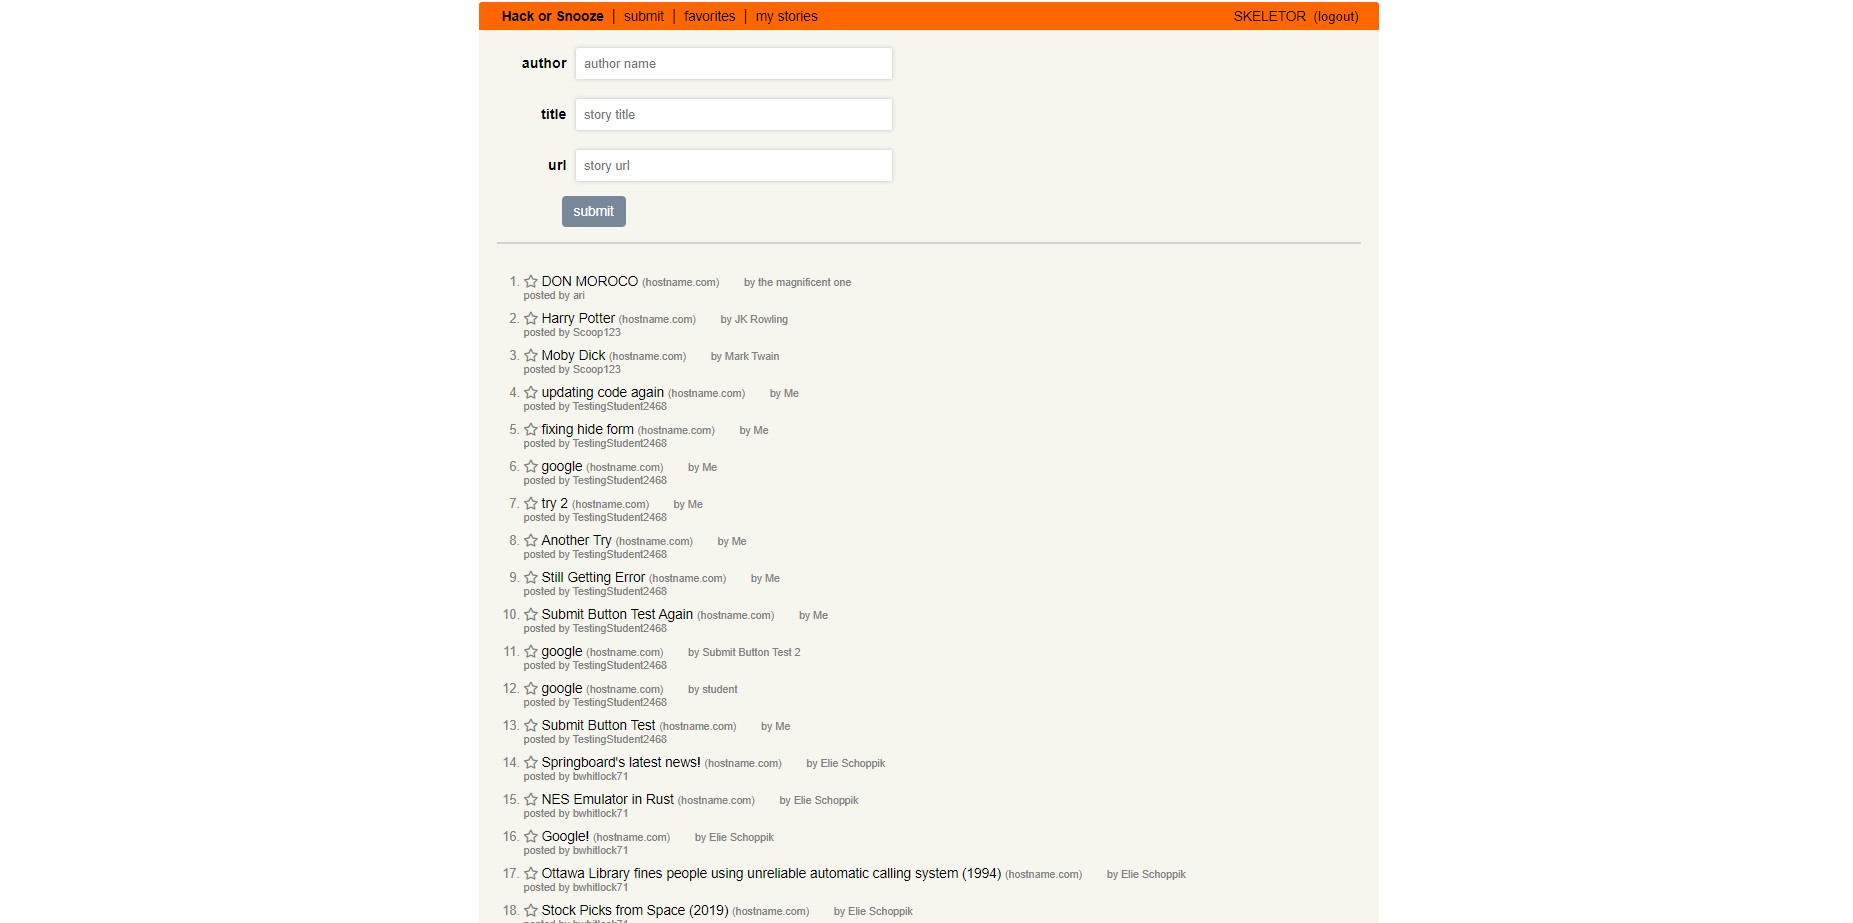 Hack or Snooze | submit | favorites | my stories SKELETOR (logout)
author author name
title story title
url story url
submit
1. DON MOROCO (hostname.com) by the magnificent one
posted by ari
2. Harry Potter (hostname.com) by JK Rowling
posted by Scoop123
3. Moby Dick (hostname.com) by Mark Twain
posted by Scoop123
4. updating code again (hostname.com) by Me
posted by TestingStudent2468
5. fixing hide form (hostname.com) by Me
posted by TestingStudent2468
6. google (hostname.com) by Me
posted by TestingStudent2468
7. try 2 (hostname.com) by Me
posted by TestingStudent2468
8. Another Try (hostname.com) by Me
posted by TestingStudent2468
9. Still Getting Error (hostname.com) by Me
posted by TestingStudent2468
10. Submit Button Test Again (hostname.com) by Me
posted by TestingStudent2468
11. google (hostname.com) by Submit Button Test 2
posted by TestingStudent2468
12. google (hostname.com) by student
posted by TestingStudent2468
13. Submit Button Test (hostname.com) by Me
posted by TestingStudent2468
14. Springboard's latest news! (hostname.com) by Elie Schoppik
posted by bwhitlock71
15. NES Emulator in Rust (hostname.com) by Elie Schoppik
posted by bwhitlock71
16. Google! (hostname.com) by Elie Schoppik
posted by bwhitlock71
17. Ottawa Library fines people using unreliable automatic calling system (1994) (hostname.com) by Elie Schoppik
posted by bwhitlock71
18. Stock Picks from Space (2019) (hostname.com) by Elie Schoppik
posted by bwhitlock71